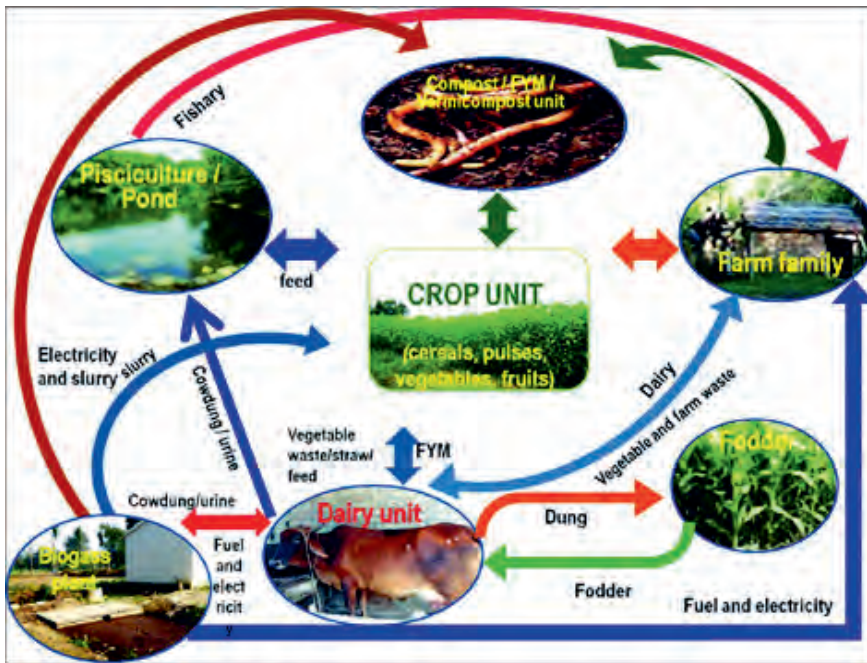 Compost / FYM /
Vermicompost unit
Fishary
Pisciculture /
Pond
Farm family
feed
CROP UNIT
(cereals, pulses,
vegetables, fruits)
Electricity
and slurry
slurry
Cowdung / urine
Dairy
Vegetable and farm waste
Vegetable
waste/straw/
feed
FYM
Fodder
Cowdung/urine
Dairy unit
Dung
Biogass
plant
Fuel
and
elect
ricit
y
Fodder
Fuel and electricity